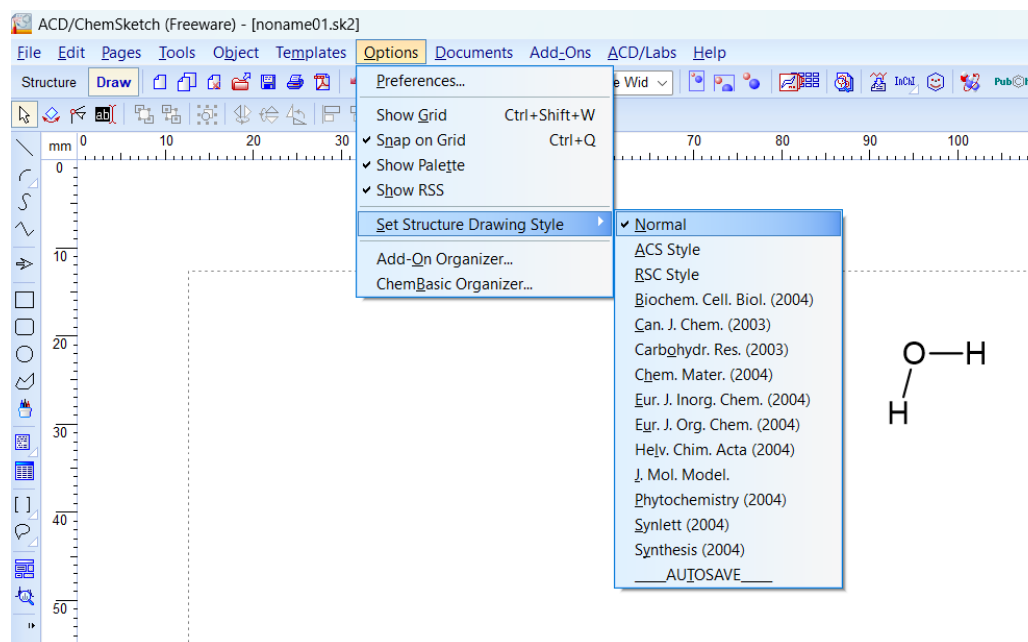 ACD/ChemSketch (Freeware) - [noname01.sk2]
File Edit Pages Tools Object Templates Options Documents Add-Ons ACD/Labs Help
Structure Draw e Wid InChI Pub
mm 0 10 20 30 70 80 90 100
0
10
20
30
40
50
Preferences...
Show Grid Ctrl+Shift+W
Snap on Grid Ctrl+Q
Show Palette
Show RSS
Set Structure Drawing Style
Add-On Organizer...
ChemBasic Organizer...
Normal
ACS Style
RSC Style
Biochem. Cell. Biol. (2004)
Can. J. Chem. (2003)
Carbohydr. Res. (2003)
Chem. Mater. (2004)
Eur. J. Inorg. Chem. (2004)
Eur. J. Org. Chem. (2004)
Helv. Chim. Acta (2004)
J. Mol. Model.
Phytochemistry (2004)
Synlett (2004)
Synthesis (2004)
____AUTOSAVE____
O H
H